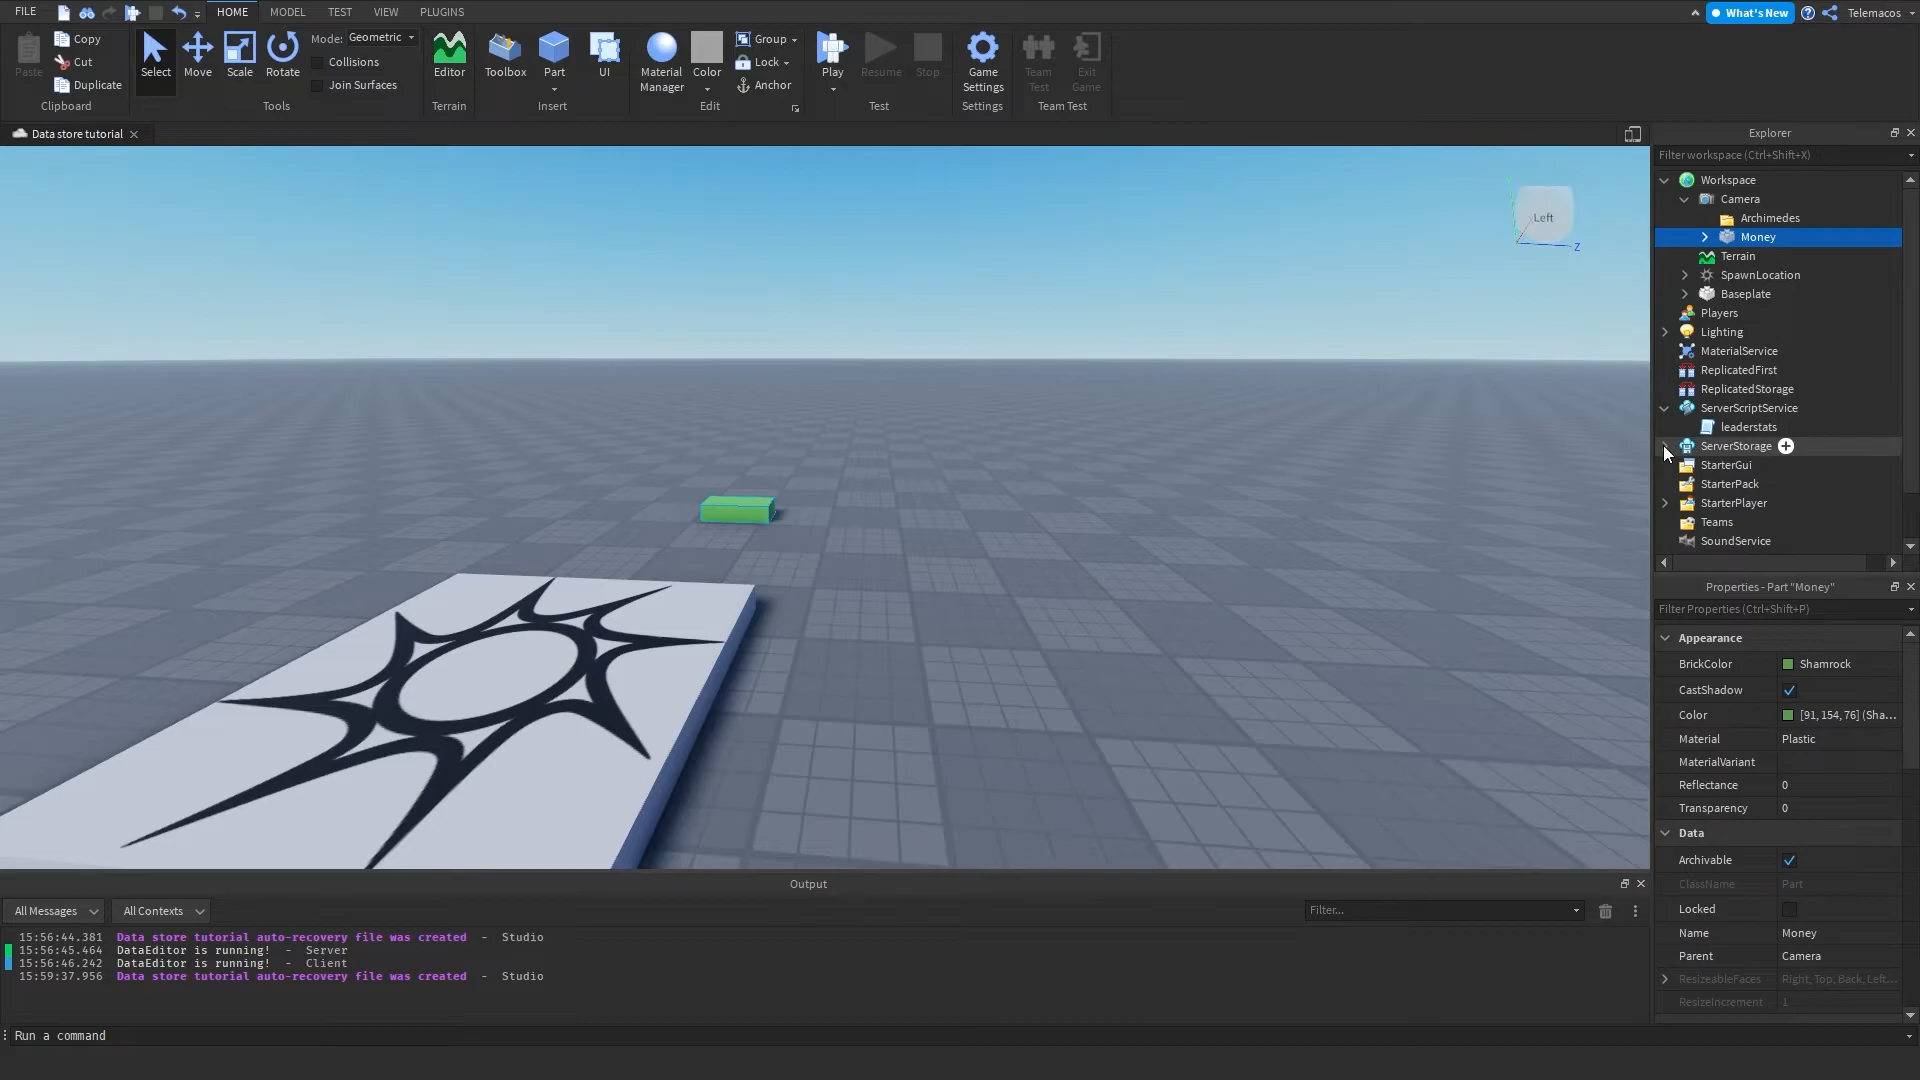 FILE HOME MODEL TEST VIEW PLUGINS What's New Telemacos
Paste
Copy
Cut
Duplicate
Clipboard
Select Move Scale Rotate
Mode: Geometric
Collisions
Join Surfaces
Tools
Editor
Terrain
Toolbox Part UI
Insert
Material Manager
Color
Group
Lock
Anchor
Edit
Play Resume Stop
Test
Game Settings
Settings
Team Test
Exit Game
Team Test
Data store tutorial
Left
Z
Explorer
Filter workspace (Ctrl+Shift+X)
Workspace
Camera
Archimedes
Money
Terrain
SpawnLocation
Baseplate
Players
Lighting
MaterialService
ReplicatedFirst
ReplicatedStorage
ServerScriptService
leaderstats
ServerStorage
StarterGui
StarterPack
StarterPlayer
Teams
SoundService
Properties - Part "Money"
Filter Properties (Ctrl+Shift+P)
Appearance
BrickColor Shamrock
CastShadow
Color [91, 154, 76] (Sha...
Material Plastic
MaterialVariant
Reflectance 0
Transparency 0
Data
Archivable
ClassName Part
Locked
Name Money
Parent Camera
ResizeableFaces Right, Top, Back, Left...
ResizeIncrement 1
Output
All Messages All Contexts Filter...
15:56:44.381 Data store tutorial auto-recovery file was created - Studio
15:56:45.464 DataEditor is running! - Server
15:56:46.242 DataEditor is running! - Client
15:59:37.956 Data store tutorial auto-recovery file was created - Studio
Run a command